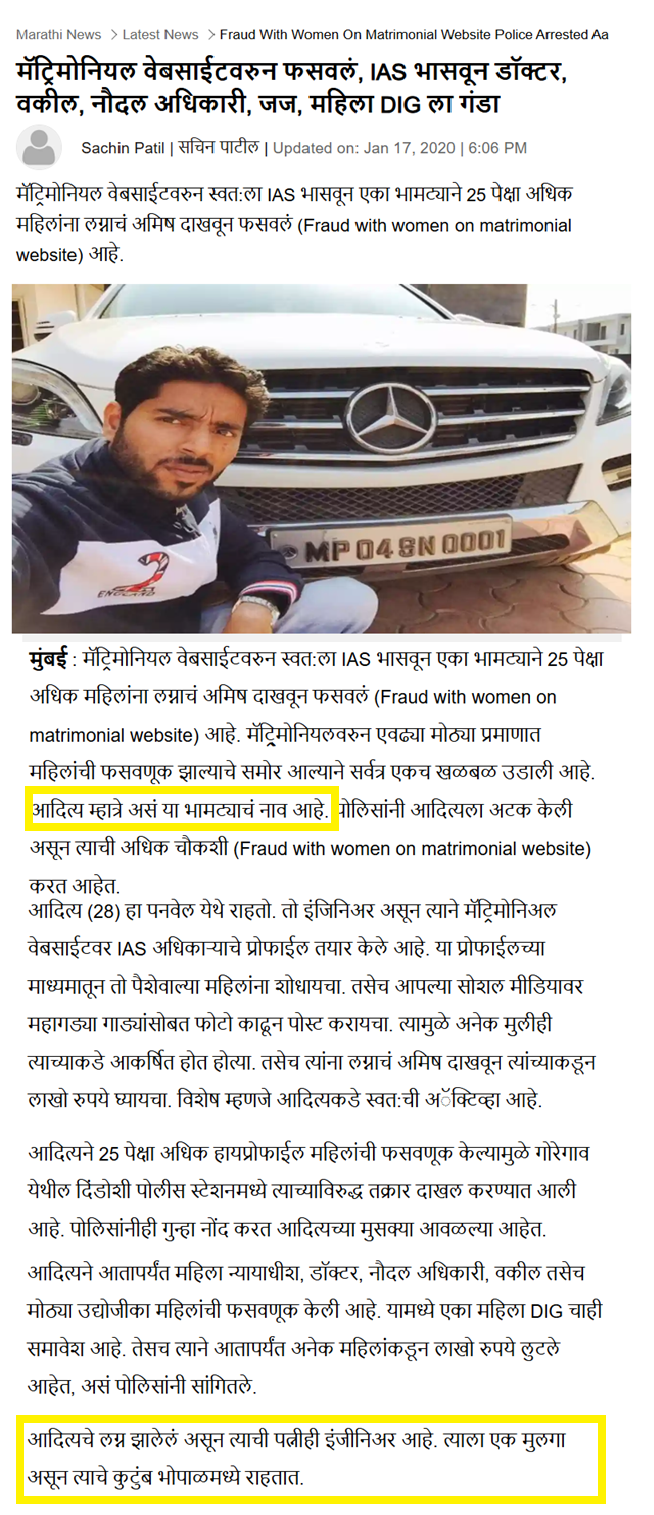 Marathi News > Latest News > Fraud With Women On Matrimonial Website Police Arrested Aa
मॅट्रिमोनियल वेबसाईटवरुन फसवलं, IAS भासवून डॉक्टर,
वकील, नौदल अधिकारी, जज, महिला DIG ला गंडा
Sachin Patil | सचिन पाटील | Updated on: Jan 17, 2020 | 6:06 PM
मॅट्रिमोनियल वेबसाईटवरुन स्वत:ला IAS भासवून एका भामट्याने 25 पेक्षा अधिक
महिलांना लग्नाचं अमिष दाखवून फसवलं (Fraud with women on matrimonial
website) आहे.
ENGLAND
MP 04 SN 0001
मुंबई : मॅट्रिमोनियल वेबसाईटवरुन स्वत:ला IAS भासवून एका भामट्याने 25 पेक्षा
अधिक महिलांना लग्नाचं अमिष दाखवून फसवलं (Fraud with women on
matrimonial website) आहे. मॅट्रिमोनियलवरुन एवढ्या मोठ्या प्रमाणात
महिलांची फसवणूक झाल्याचे समोर आल्याने सर्वत्र एकच खळबळ उडाली आहे.
आदित्य म्हात्रे असं या भामट्याचं नाव आहे. पोलिसांनी आदित्यला अटक केली
असून त्याची अधिक चौकशी (Fraud with women on matrimonial website)
करत आहेत.
आदित्य (28) हा पनवेल येथे राहतो. तो इंजिनिअर असून त्याने मॅट्रिमोनिअल
वेबसाईटवर IAS अधिकाऱ्याचे प्रोफाईल तयार केले आहे. या प्रोफाईलच्या
माध्यमातून तो पैशेवाल्या महिलांना शोधायचा. तसेच आपल्या सोशल मीडियावर
महागड्या गाड्यांसोबत फोटो काढून पोस्ट करायचा. त्यामुळे अनेक मुलीही
त्याच्याकडे आकर्षित होत होत्या. तसेच त्यांना लग्नाचं अमिष दाखवून त्यांच्याकडून
लाखो रुपये घ्यायचा. विशेष म्हणजे आदित्यकडे स्वत:ची अॅक्टिव्हा आहे.
आदित्यने 25 पेक्षा अधिक हायप्रोफाईल महिलांची फसवणूक केल्यामुळे गोरेगाव
येथील दिंडोशी पोलीस स्टेशनमध्ये त्याच्याविरुद्ध तक्रार दाखल करण्यात आली
आहे. पोलिसांनीही गुन्हा नोंद करत आदित्यच्या मुसक्या आवळल्या आहेत.
आदित्यने आतापर्यंत महिला न्यायाधीश, डॉक्टर, नौदल अधिकारी, वकील तसेच
मोठ्या उद्योजीका महिलांची फसवणूक केली आहे. यामध्ये एका महिला DIG चाही
समावेश आहे. तेसच त्याने आतापर्यंत अनेक महिलांकडून लाखो रुपये लुटले
आहेत, असं पोलिसांनी सांगितले.
आदित्यचे लग्न झालेलं असून त्याची पत्नीही इंजीनिअर आहे. त्याला एक मुलगा
असून त्याचे कुटुंब भोपाळमध्ये राहतात.